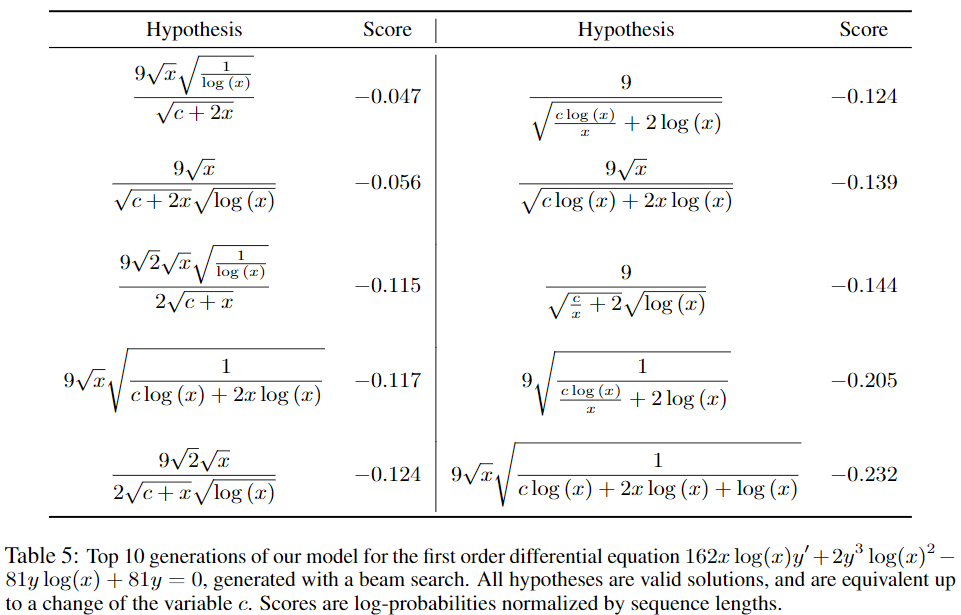 Hypothesis Score Hypothesis Score
\frac{9\sqrt{x}\sqrt{\frac{1}{\log(x)}}}{\sqrt{c+2x}} −0.047 \frac{9}{\sqrt{\frac{c\log(x)}{x}+2\log(x)}} −0.124
\frac{9\sqrt{x}}{\sqrt{c+2x}\sqrt{\log(x)}} −0.056 \frac{9\sqrt{x}}{\sqrt{c\log(x)+2x\log(x)}} −0.139
\frac{9\sqrt{2}\sqrt{x}\sqrt{\frac{1}{\log(x)}}}{2\sqrt{c+x}} −0.115 \frac{9}{\sqrt{\frac{c}{x}+2}\sqrt{\log(x)}} −0.144
9\sqrt{x}\sqrt{\frac{1}{c\log(x)+2x\log(x)}} −0.117 9\sqrt{\frac{1}{\frac{c\log(x)}{x}+2\log(x)}} −0.205
\frac{9\sqrt{2}\sqrt{x}}{2\sqrt{c+x}\sqrt{\log(x)}} −0.124 9\sqrt{x}\sqrt{\frac{1}{c\log(x)+2x\log(x)+\log(x)}} −0.232
Table 5: Top 10 generations of our model for the first order differential equation 162x log(x)y′ + 2y³ log(x)² −
81y log(x) + 81y = 0, generated with a beam search. All hypotheses are valid solutions, and are equivalent up
to a change of the variable c. Scores are log-probabilities normalized by sequence lengths.